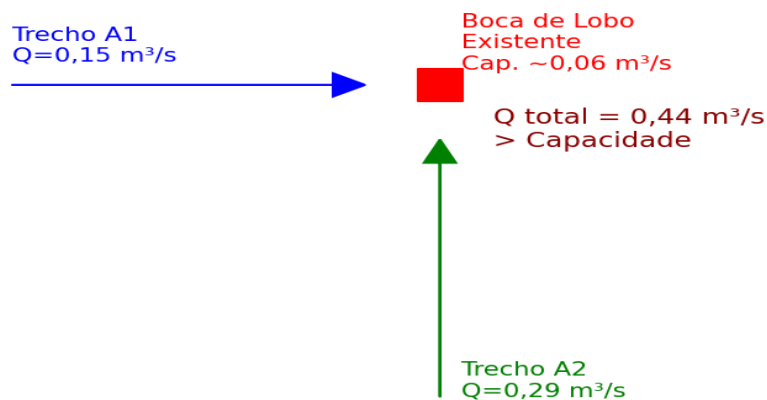 Trecho A1
Q=0,15 m³/s
Boca de Lobo
Existente
Cap. ~0,06 m³/s
Q total = 0,44 m³/s
> Capacidade
Trecho A2
Q=0,29 m³/s